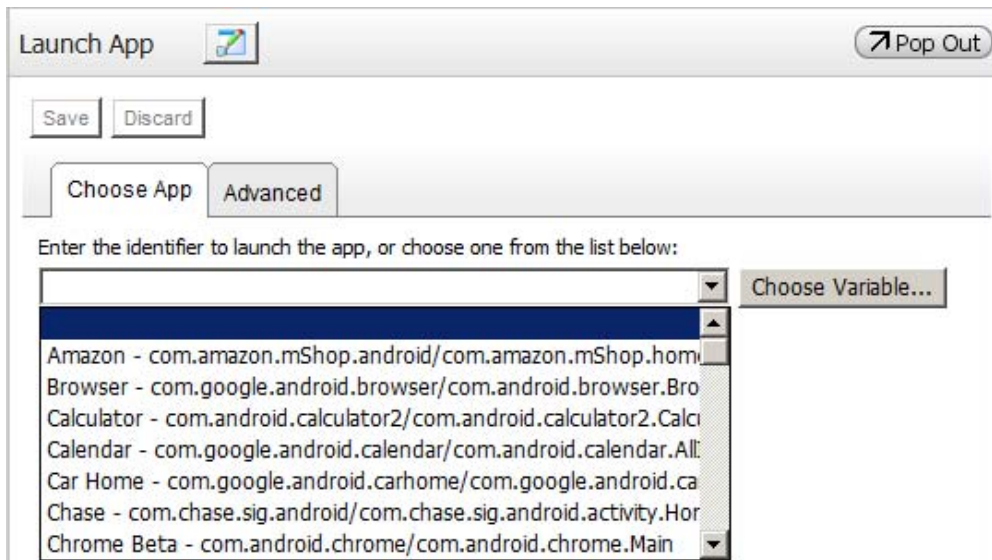 Launch App
Pop Out
Save Discard
Choose App Advanced
Enter the identifier to launch the app, or choose one from the list below:
Choose Variable...
Amazon - com.amazon.mShop.android/com.amazon.mShop.hom
Browser - com.google.android.browser/com.android.browser.Bro
Calculator - com.android.calculator2/com.android.calculator2.Calc
Calendar - com.google.android.calendar/com.android.calendar.All
Car Home - com.google.android.carhome/com.google.android.ca
Chase - com.chase.sig.android/com.chase.sig.android.activity.Hor
Chrome Beta - com.android.chrome/com.android.chrome.Main